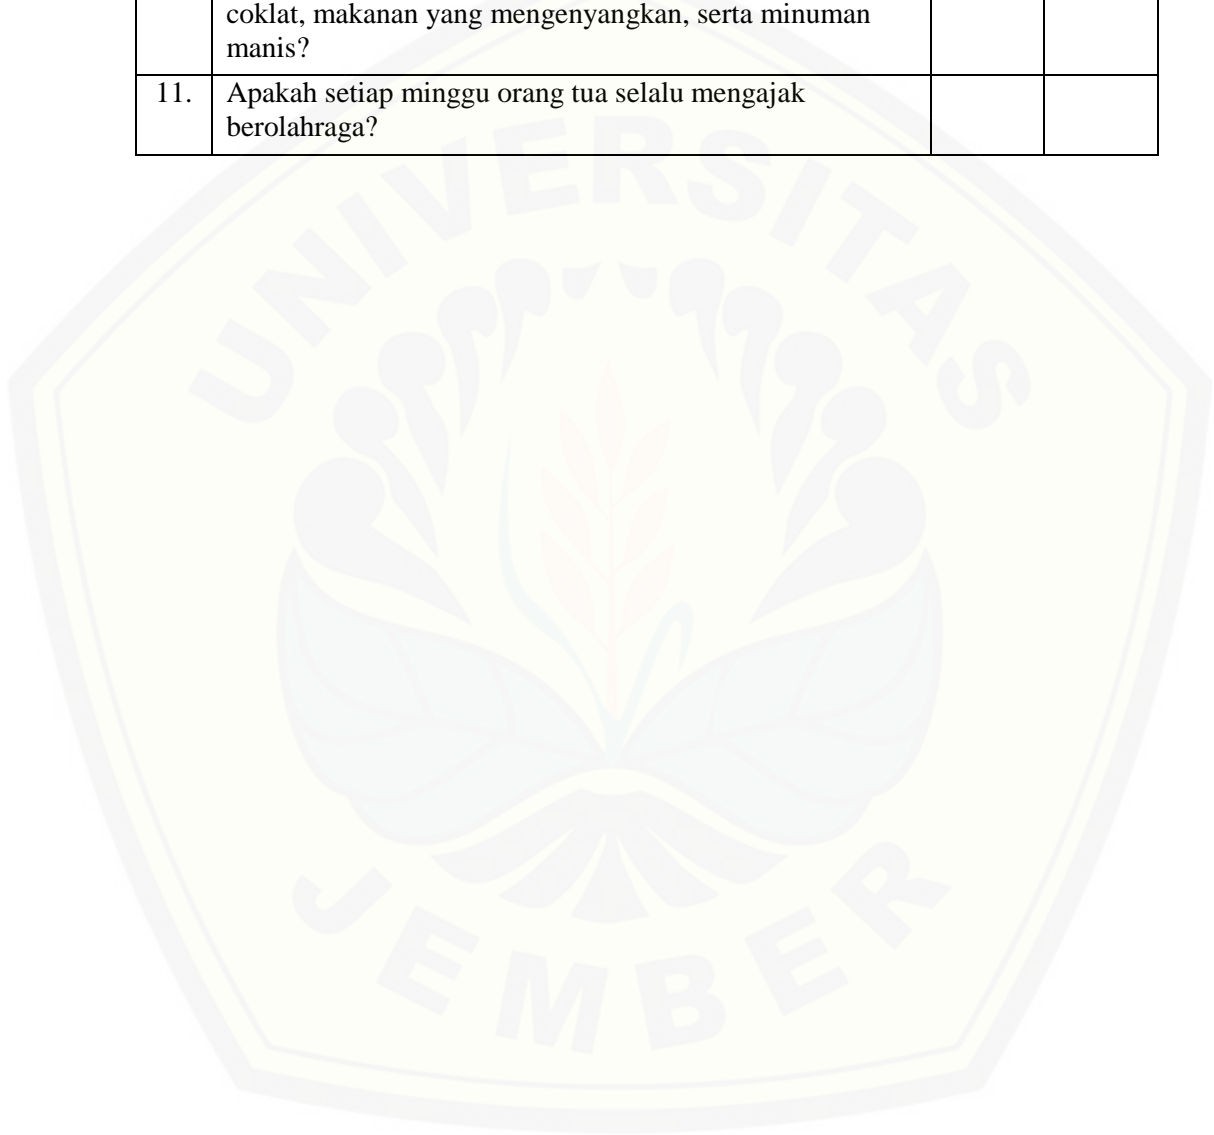 coklat, makanan yang mengenyangkan, serta minuman
manis?
11. Apakah setiap minggu orang tua selalu mengajak
berolahraga?
UNIVERSITAS
JEMBER